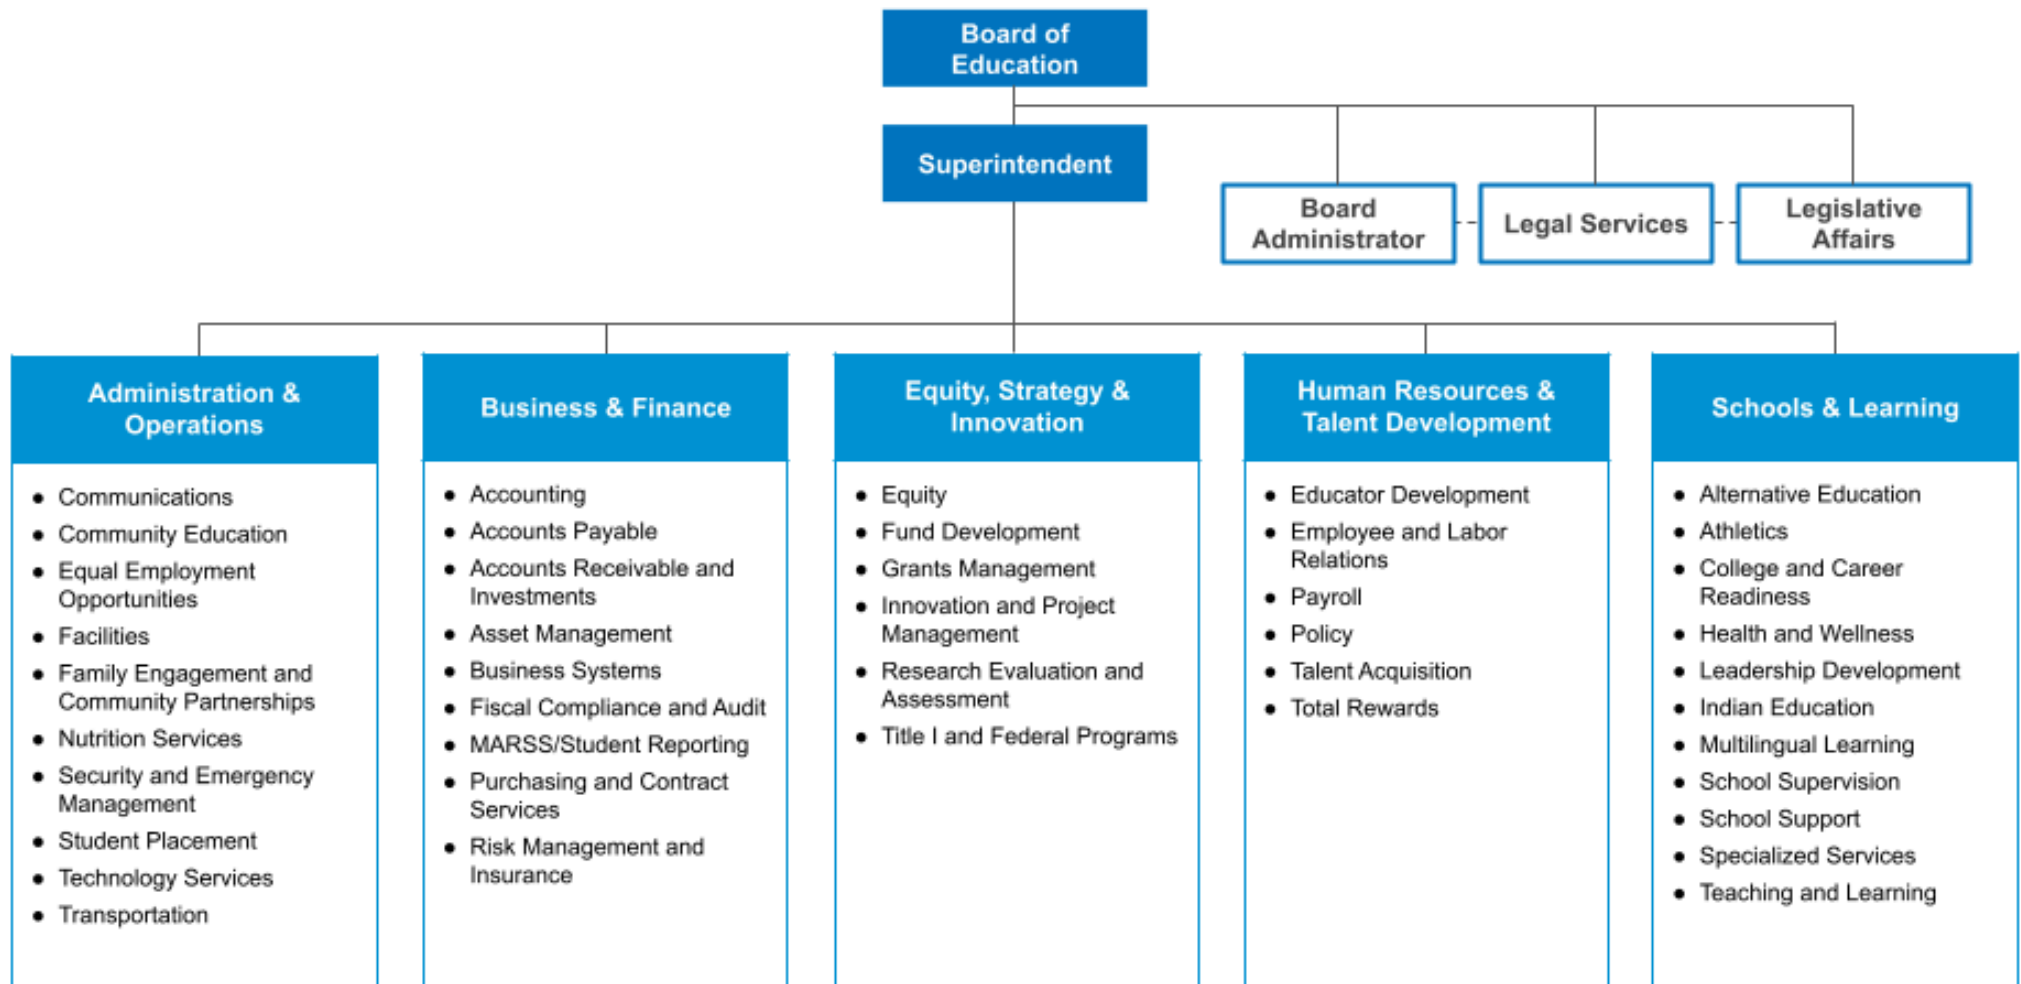 Board of
Education
Superintendent
Board
Administrator
Legal Services
Legislative
Affairs
Administration &
Operations
● Communications
● Community Education
● Equal Employment
Opportunities
● Facilities
● Family Engagement and
Community Partnerships
● Nutrition Services
● Security and Emergency
Management
● Student Placement
● Technology Services
● Transportation
Business & Finance
● Accounting
● Accounts Payable
● Accounts Receivable and
Investments
● Asset Management
● Business Systems
● Fiscal Compliance and Audit
● MARSS/Student Reporting
● Purchasing and Contract
Services
● Risk Management and
Insurance
Equity, Strategy &
Innovation
● Equity
● Fund Development
● Grants Management
● Innovation and Project
Management
● Research Evaluation and
Assessment
● Title I and Federal Programs
Human Resources &
Talent Development
● Educator Development
● Employee and Labor
Relations
● Payroll
● Policy
● Talent Acquisition
● Total Rewards
Schools & Learning
● Alternative Education
● Athletics
● College and Career
Readiness
● Health and Wellness
● Leadership Development
● Indian Education
● Multilingual Learning
● School Supervision
● School Support
● Specialized Services
● Teaching and Learning